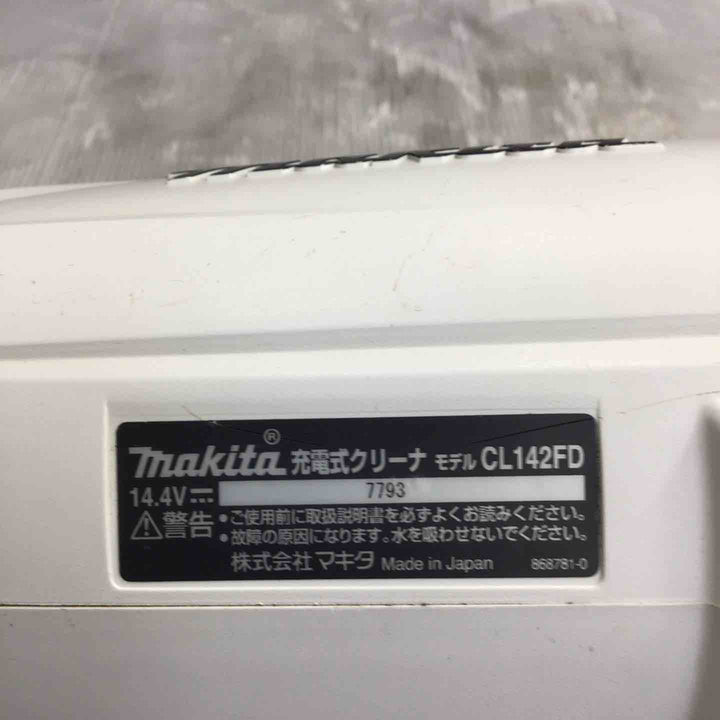 makita® 充電式クリーナ モデル CL142FD
14.4V⎓ 7793
⚠警告 •ご使用前に取扱説明書を必ずよくお読みください。
•故障の原因になります。水を吸わせないでください。
株式会社マキタ Made in Japan 868781-0